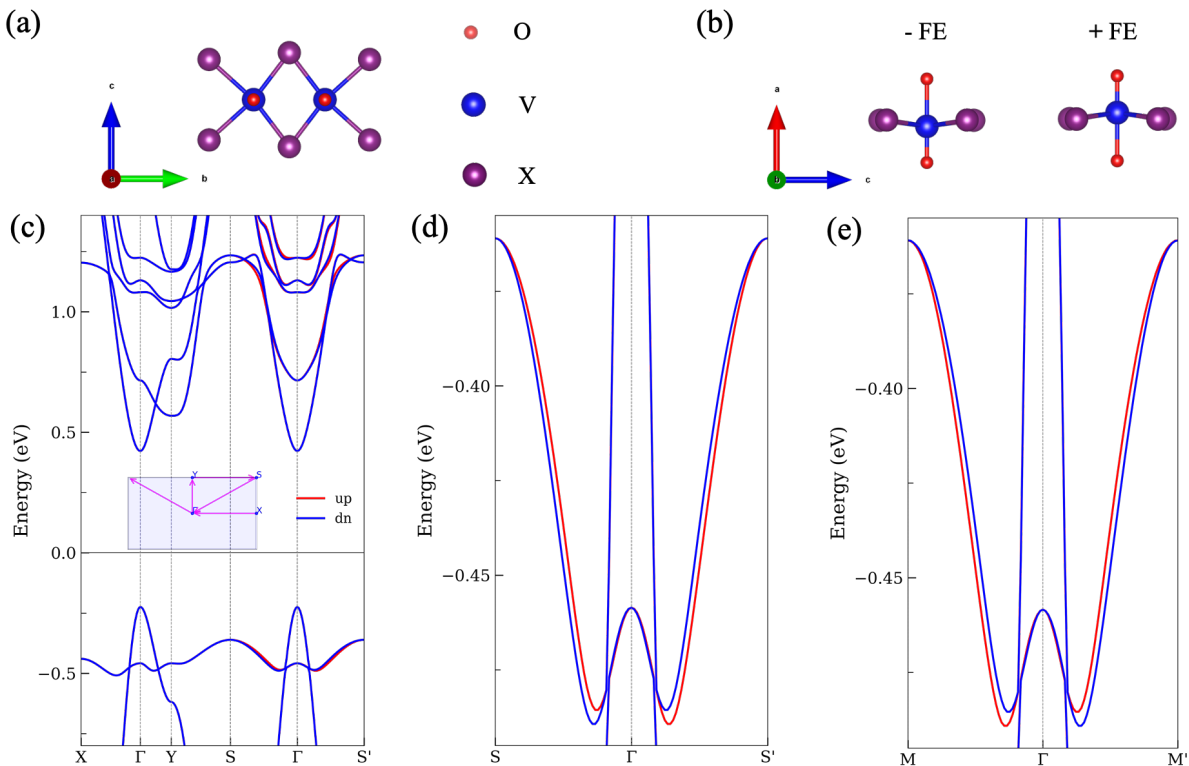 (a)
O
V
X
c
a
b
(b)
- FE
+ FE
a
b
c
(c)
Energy (eV)
1.0
0.5
0.0
−0.5
Y
S
Γ
X
up
dn
X
Γ
Y
S
Γ
S'
(d)
Energy (eV)
−0.40
−0.45
S
Γ
S'
(e)
Energy (eV)
−0.40
−0.45
M
Γ
M'